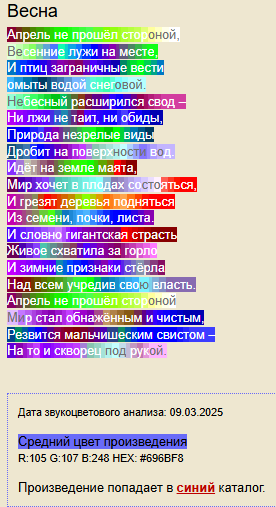 Весна
Апрель не прошёл стороной,
Весенние лужи на месте,
И птиц заграничные вести
омыты водой снеговой.
Небесный расширился свод –
Ни лжи не таит, ни обиды,
Природа незрелые виды
Дробит на поверхности вод.
Идёт на земле маята,
Мир хочет в плодах состояться,
И грезят деревья подняться
Из семени, почки, листа.
И словно гигантская страсть
Живое схватила за горло
И зимние признаки стёрла
Над всем учредив свою власть.
Апрель не прошёл стороной
Мир стал обнажённым и чистым,
Резвится мальчишеским свистом –
На то и скворец под рукой.
Дата звукоцветового анализа: 09.03.2025
Средний цвет произведения
R:105 G:107 B:248 HEX: #696BF8
Произведение попадает в синий каталог.